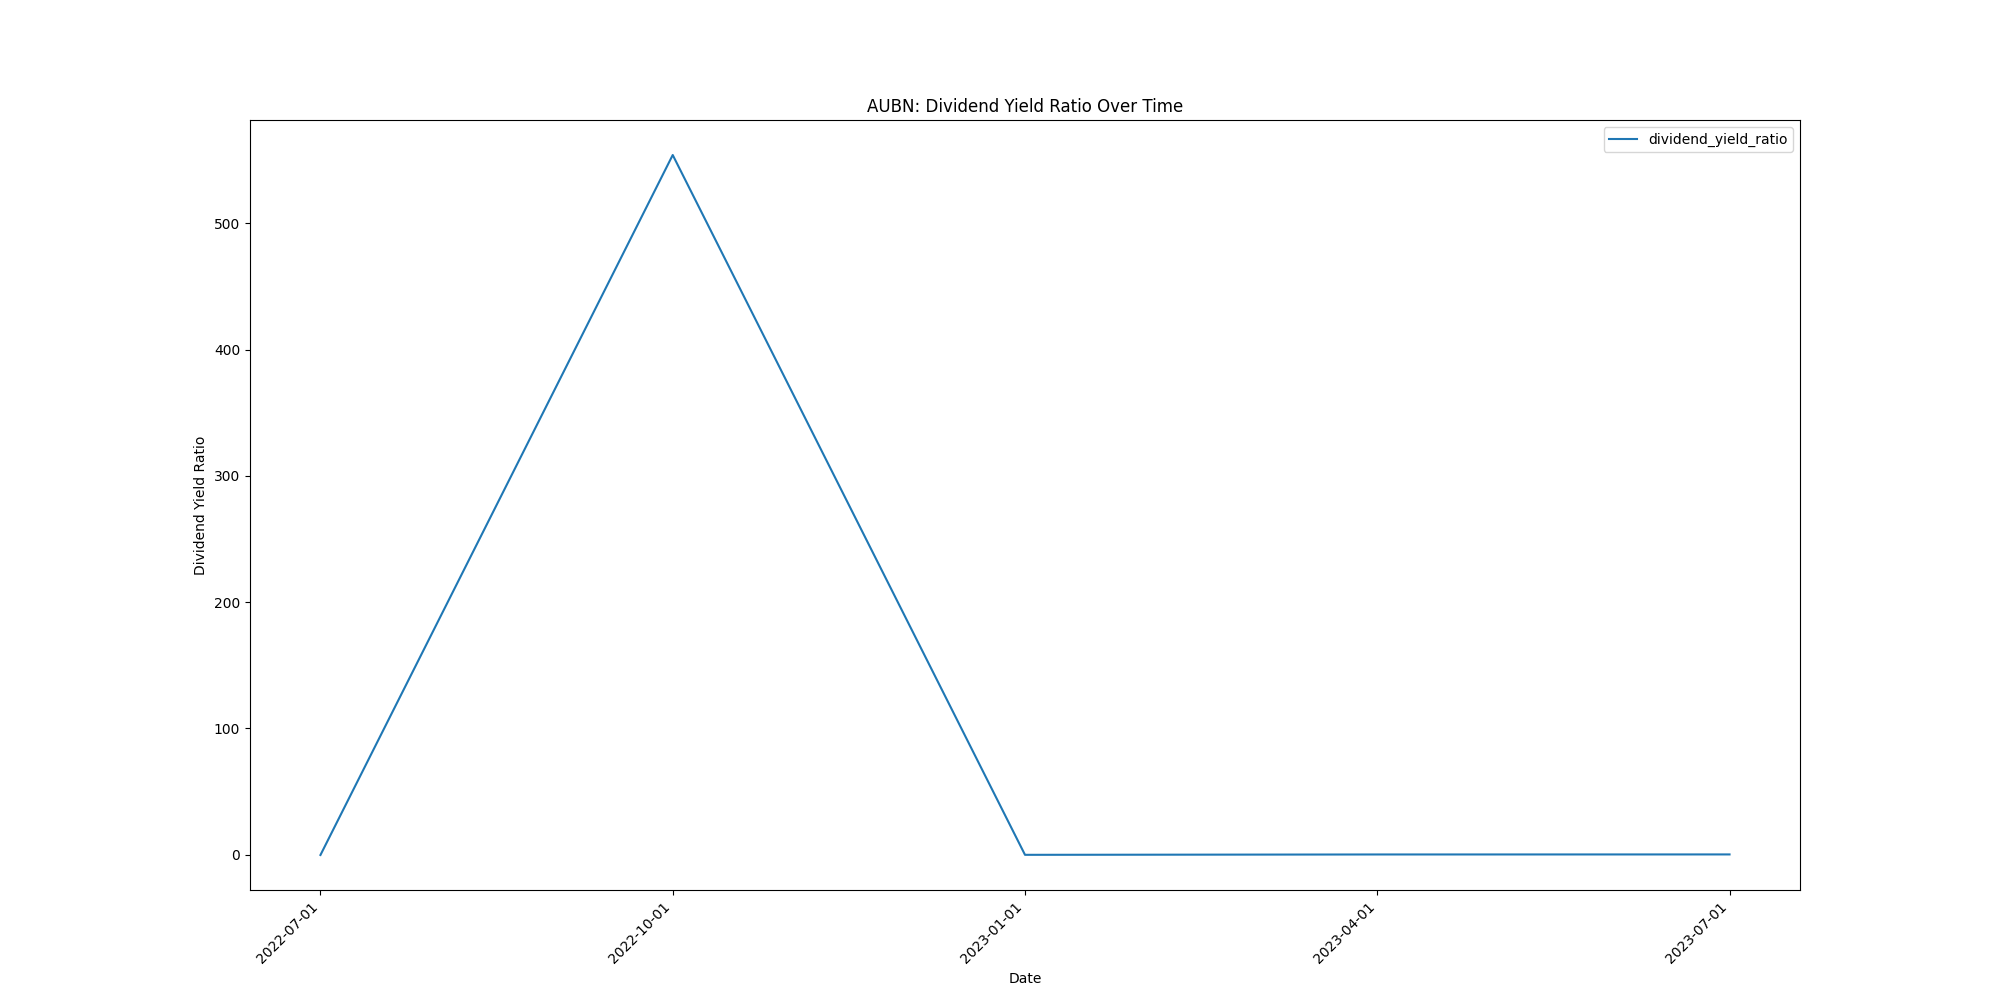 AUBN: Dividend Yield Ratio Over Time
dividend_yield_ratio
Dividend Yield Ratio
500
400
300
200
100
0
2022-07-01
2022-10-01
2023-01-01
2023-04-01
2023-07-01
Date